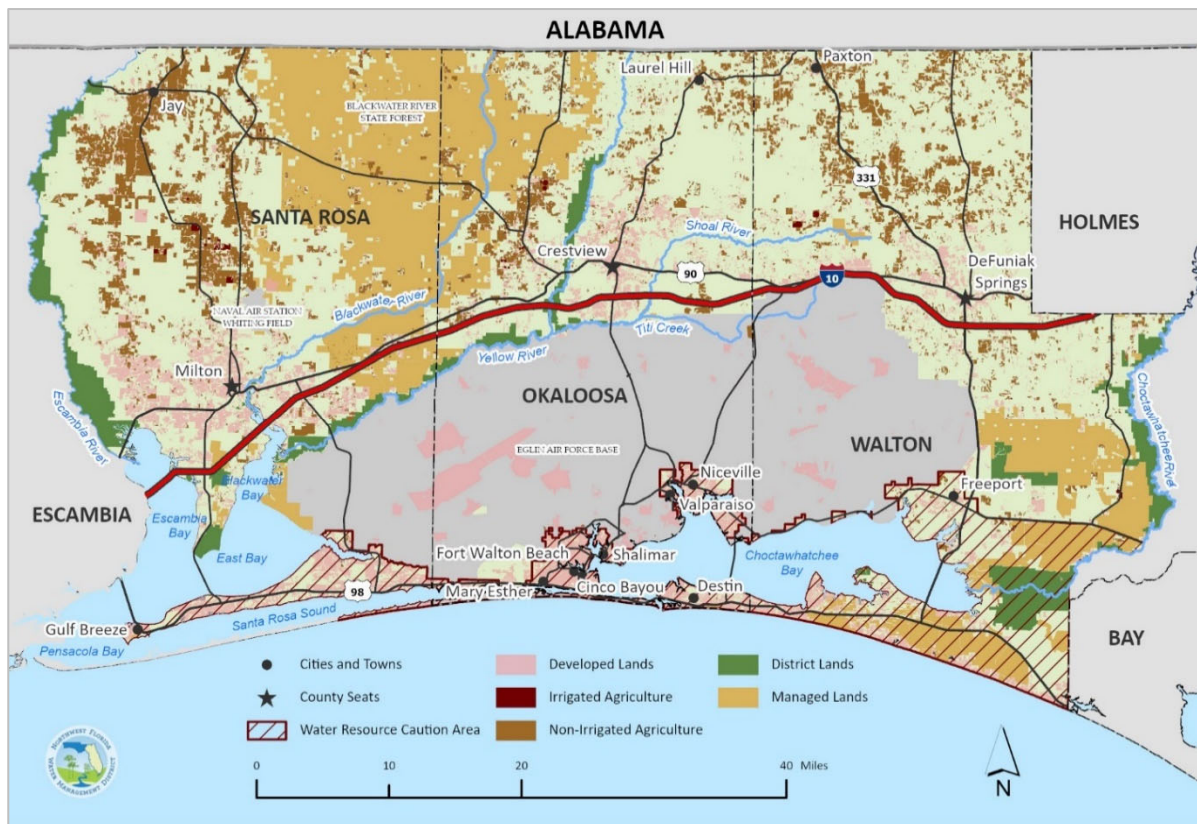 ALABAMA
Paxton
Laurel Hill
Jay
BLACKWATER RIVER
STATE FOREST
331
SANTA ROSA
HOLMES
Shoal River
Crestview
90
10
DeFuniak
Springs
NAVAL AIR STATION
WHITING FIELD
Blackwater River
Titi Creek
Yellow River
Milton
Escambia River
Choctawhatchee River
OKALOOSA
WALTON
EGLIN AIR FORCE BASE
Niceville
Valparaiso
Freeport
Blackwater
Bay
ESCAMBIA
Escambia
Bay
East Bay
Fort Walton Beach
Shalimar
Choctawhatchee
Bay
Mary Esther
Cinco Bayou
Destin
98
Santa Rosa Sound
Gulf Breeze
Pensacola Bay
BAY
Cities and Towns
Developed Lands
District Lands
County Seats
Irrigated Agriculture
Managed Lands
Water Resource Caution Area
Non-Irrigated Agriculture
NORTHWEST FLORIDA
WATER MANAGEMENT DISTRICT
0 20 40 Miles
N